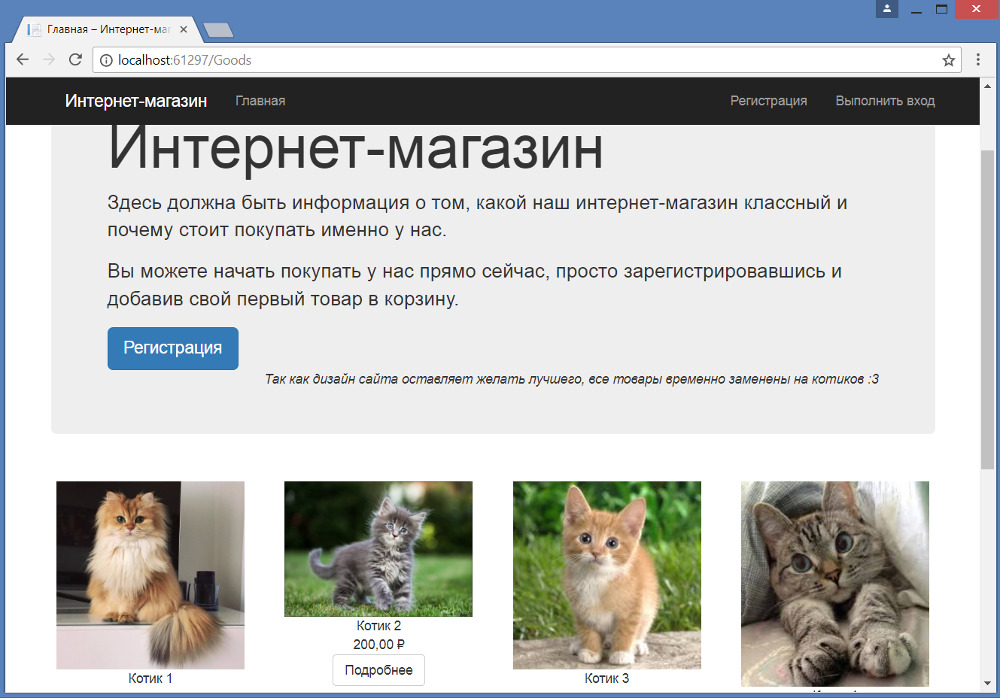 Главная – Интернет-маг
localhost:61297/Goods
Интернет-магазин Главная Регистрация Выполнить вход
Интернет-магазин
Здесь должна быть информация о том, какой наш интернет-магазин классный и
почему стоит покупать именно у нас.
Вы можете начать покупать у нас прямо сейчас, просто зарегистрировавшись и
добавив свой первый товар в корзину.
Регистрация
Так как дизайн сайта оставляет желать лучшего, все товары временно заменены на котиков :3
Котик 2
200,00 ₽
Подробнее
Котик 1
Котик 3